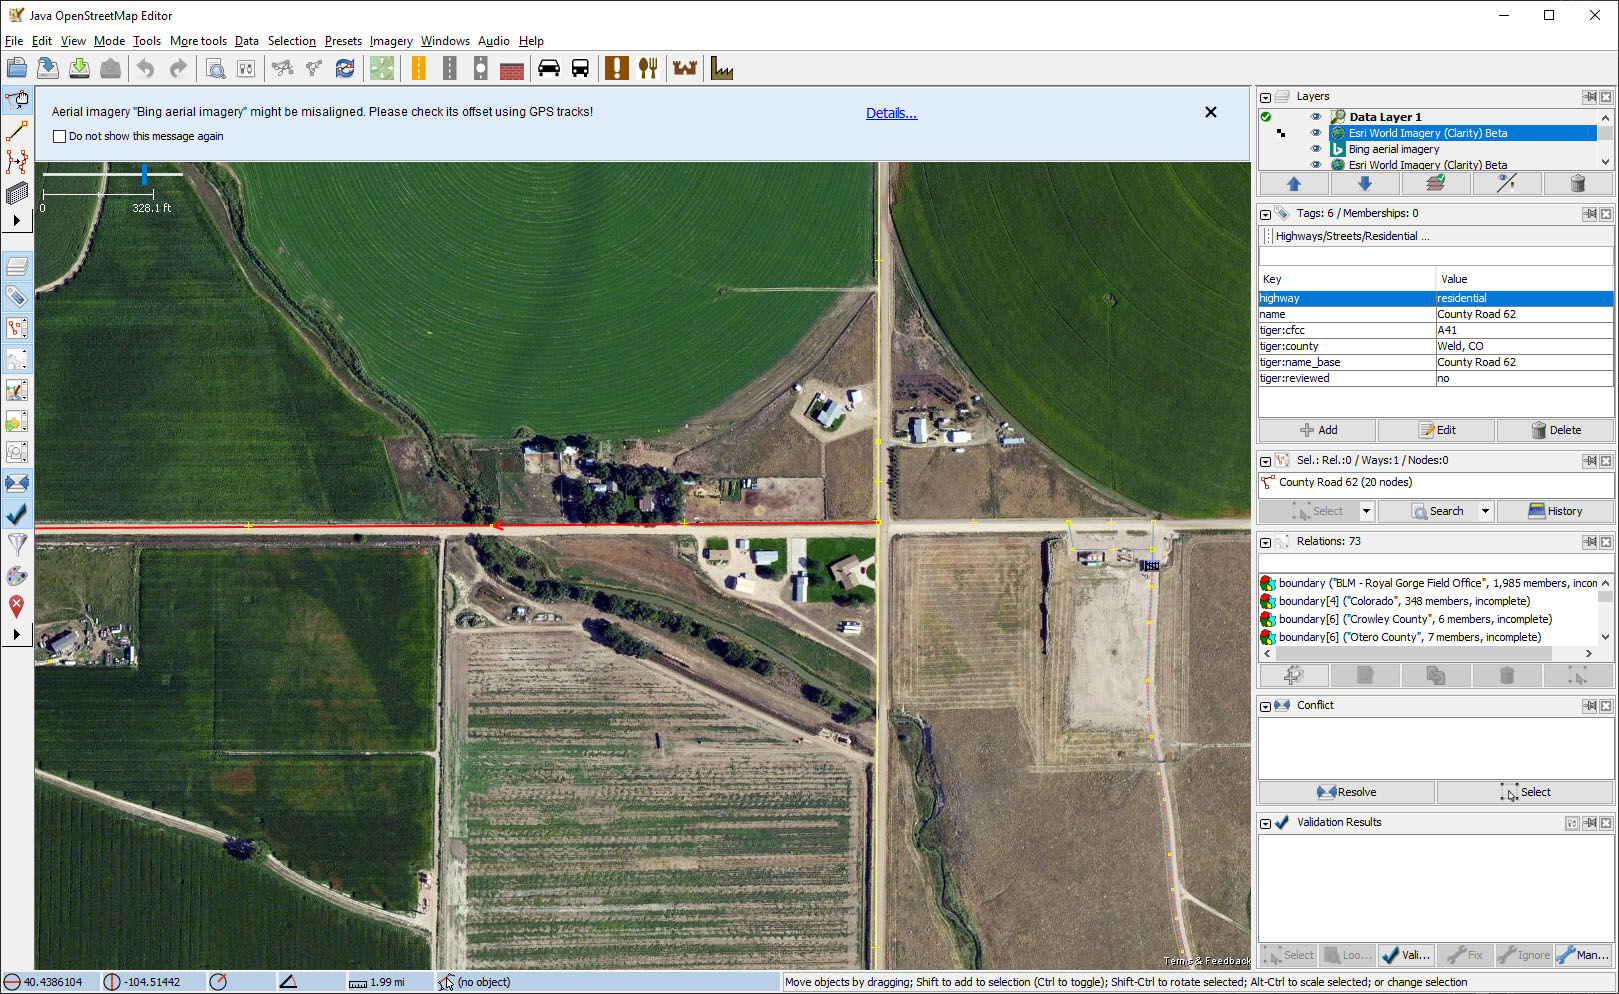 Java OpenStreetMap Editor
File Edit View Mode Tools More tools Data Selection Presets Imagery Windows Audio Help
Aerial imagery "Bing aerial imagery" might be misaligned. Please check its offset using GPS tracks!
Details...
Do not show this message again
0 328.1 ft
Terms & Feedback
Layers
Data Layer 1
Esri World Imagery (Clarity) Beta
Bing aerial imagery
Esri World Imagery (Clarity) Beta
Tags: 6 / Memberships: 0
Highways/Streets/Residential ...
Key Value
highway residential
name County Road 62
tiger:cfcc A41
tiger:county Weld, CO
tiger:name_base County Road 62
tiger:reviewed no
Add Edit Delete
Sel.: Rel.:0 / Ways:1 / Nodes:0
County Road 62 (20 nodes)
Select Search History
Relations: 73
boundary ("BLM - Royal Gorge Field Office", 1,985 members, incon
boundary[4] ("Colorado", 348 members, incomplete)
boundary[6] ("Crowley County", 6 members, incomplete)
boundary[6] ("Otero County", 7 members, incomplete)
Conflict
Resolve Select
Validation Results
Select Loo... Vali... Fix Ignore Man...
40.4386104 -104.51442 1.99 mi (no object) Move objects by dragging; Shift to add to selection (Ctrl to toggle); Shift-Ctrl to rotate selected; Alt-Ctrl to scale selected; or change selection